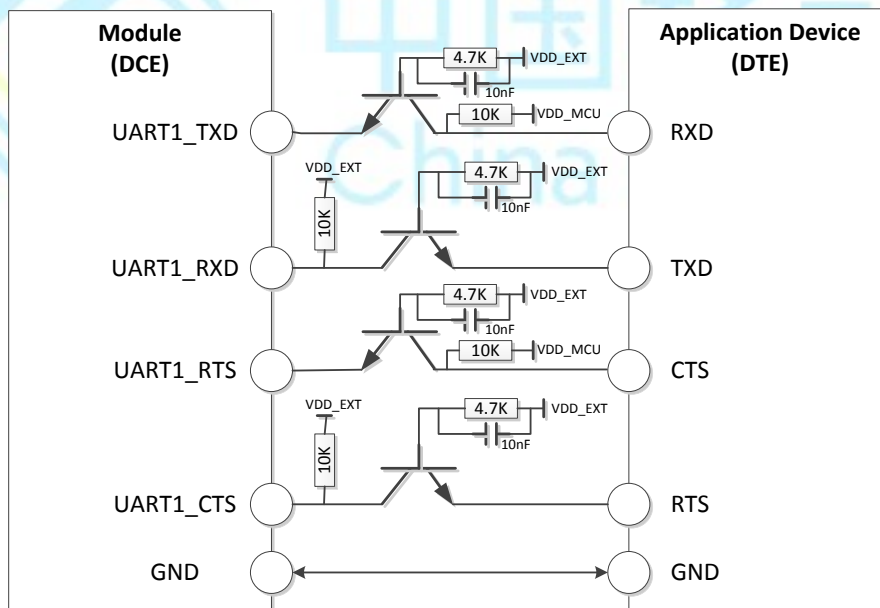 Module
(DCE)
Application Device
(DTE)
中国
China
4.7K
VDD_EXT
10nF
10K
VDD_MCU
UART1_TXD
RXD
VDD_EXT
10K
4.7K
VDD_EXT
10nF
UART1_RXD
TXD
4.7K
VDD_EXT
10nF
10K
VDD_MCU
UART1_RTS
CTS
VDD_EXT
10K
4.7K
VDD_EXT
10nF
UART1_CTS
RTS
GND
GND